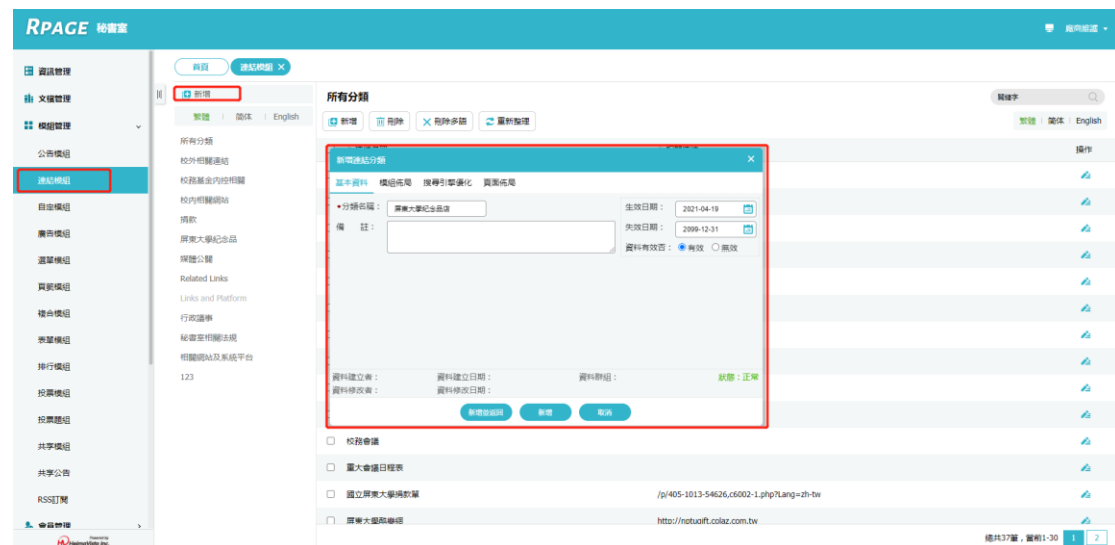 RPAGE 秘書室
廠商維護
資訊管理
文檔管理
模組管理
公告模組
連結模組
自定模組
廣告模組
選單模組
頁籤模組
複合模組
表單模組
排行模組
投票模組
投票題組
共享模組
共享公告
RSS訂閱
會員管理
Powered by
HeimaVista Inc.
首頁
連結模組 ×
新增
繁體 | 簡体 | English
所有分類
校外相關連結
校務基金內控相關
校內相關網站
捐款
屏東大學紀念品
媒體公關
Related Links
Links and Platform
行政議事
秘書室相關法規
相關網站及系統平台
123
所有分類
關鍵字
新增
刪除
刪除多語
重新整理
繁體 | 簡体 | English
操作
新增連結分類
×
基本資料 模組佈局 搜尋引擎優化 頁面佈局
•分類名稱： 屏東大學紀念品店
生效日期： 2021-04-19
備 註：
失效日期： 2099-12-31
資料有效否： 有效 無效
資料建立者： 資料建立日期： 資料群組： 狀態：正常
資料修改者： 資料修改日期：
新增並返回 新增 取消
校務會議
重大會議日程表
國立屏東大學捐款單 /p/405-1013-54626,c6002-1.php?Lang=zh-tw
http://nptugift.colaz.com.tw
總共37筆，當前1-30 1 2